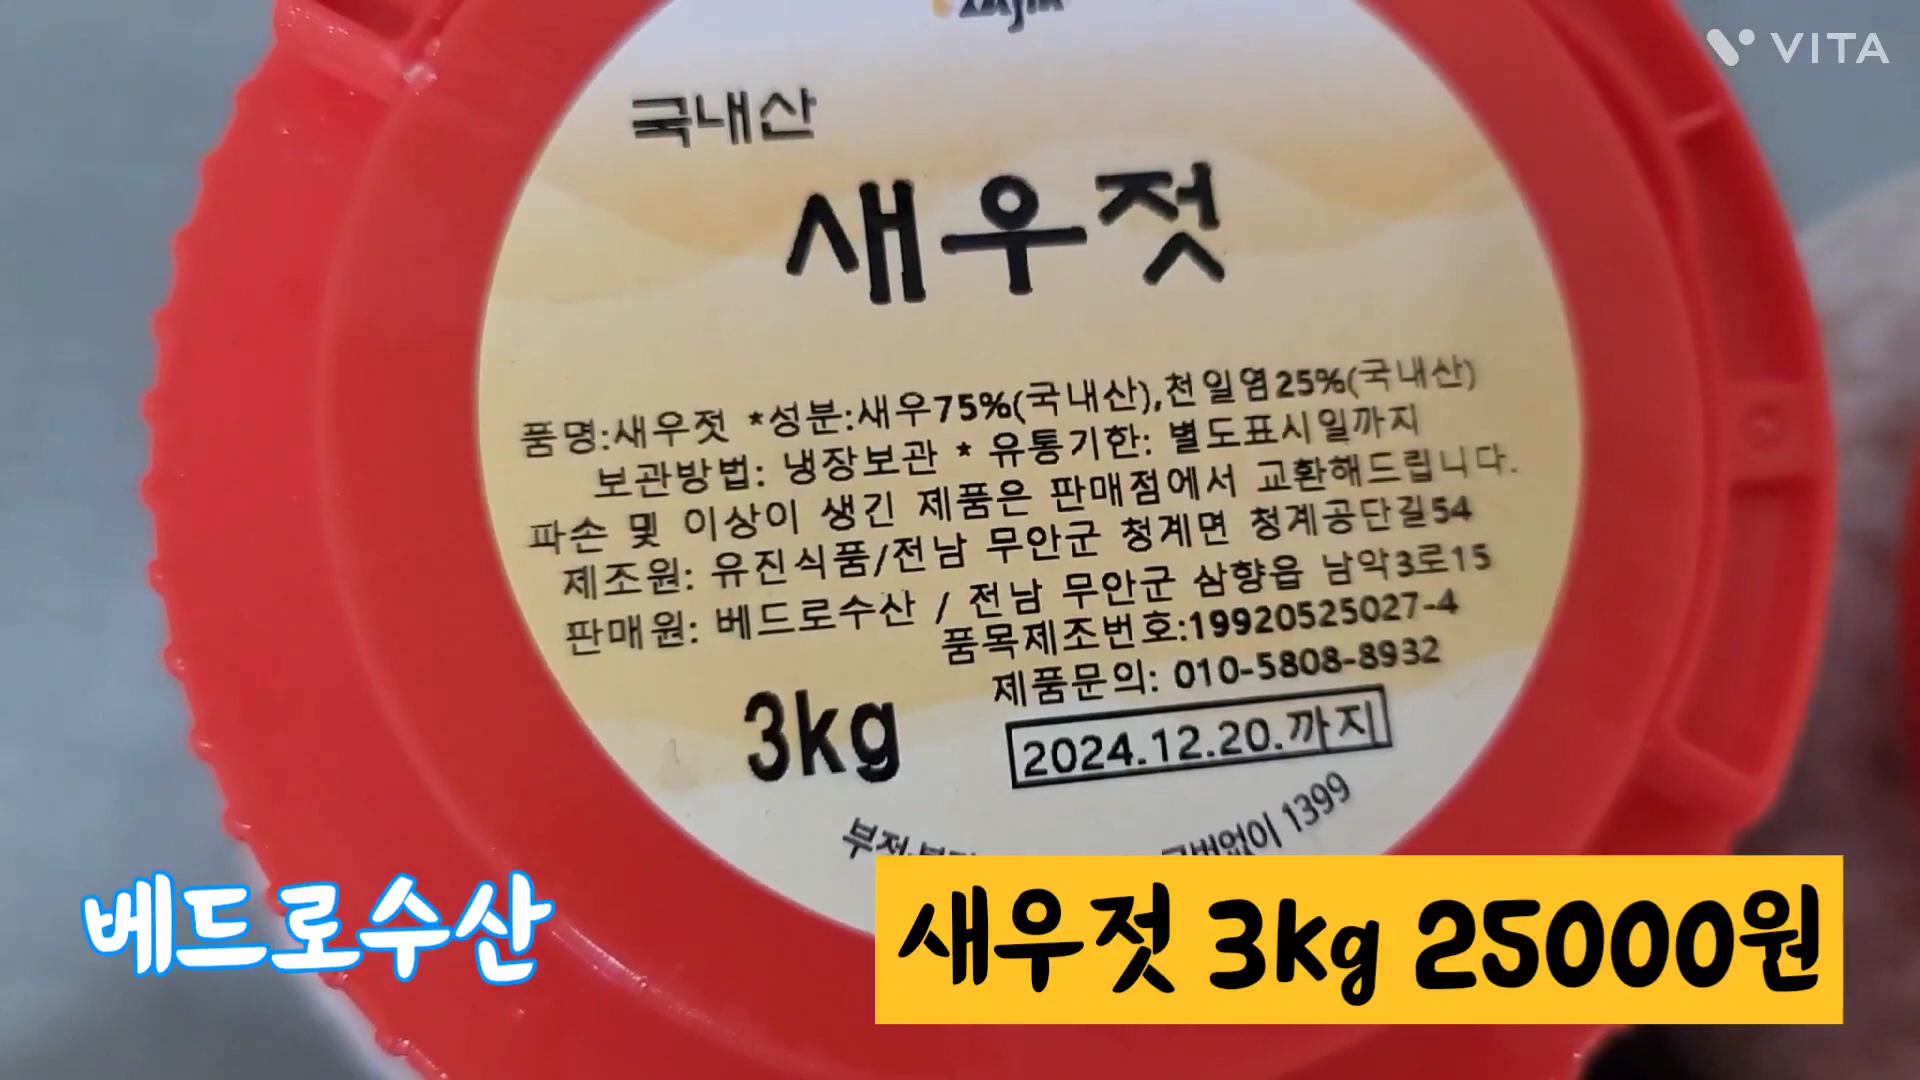 VITA
국내산
새우젓
품명:새우젓 *성분:새우75%(국내산),천일염25%(국내산)
보관방법: 냉장보관 * 유통기한: 별도표시일까지
파손 및 이상이 생긴 제품은 판매점에서 교환해드립니다.
제조원: 유진식품/전남 무안군 청계면 청계공단길54
판매원: 베드로수산 / 전남 무안군 삼향읍 남악3로15
품목제조번호:19920525027-4
제품문의: 010-5808-8932
3kg
2024.12.20.까지
1399
베드로수산
새우젓 3kg 25000원